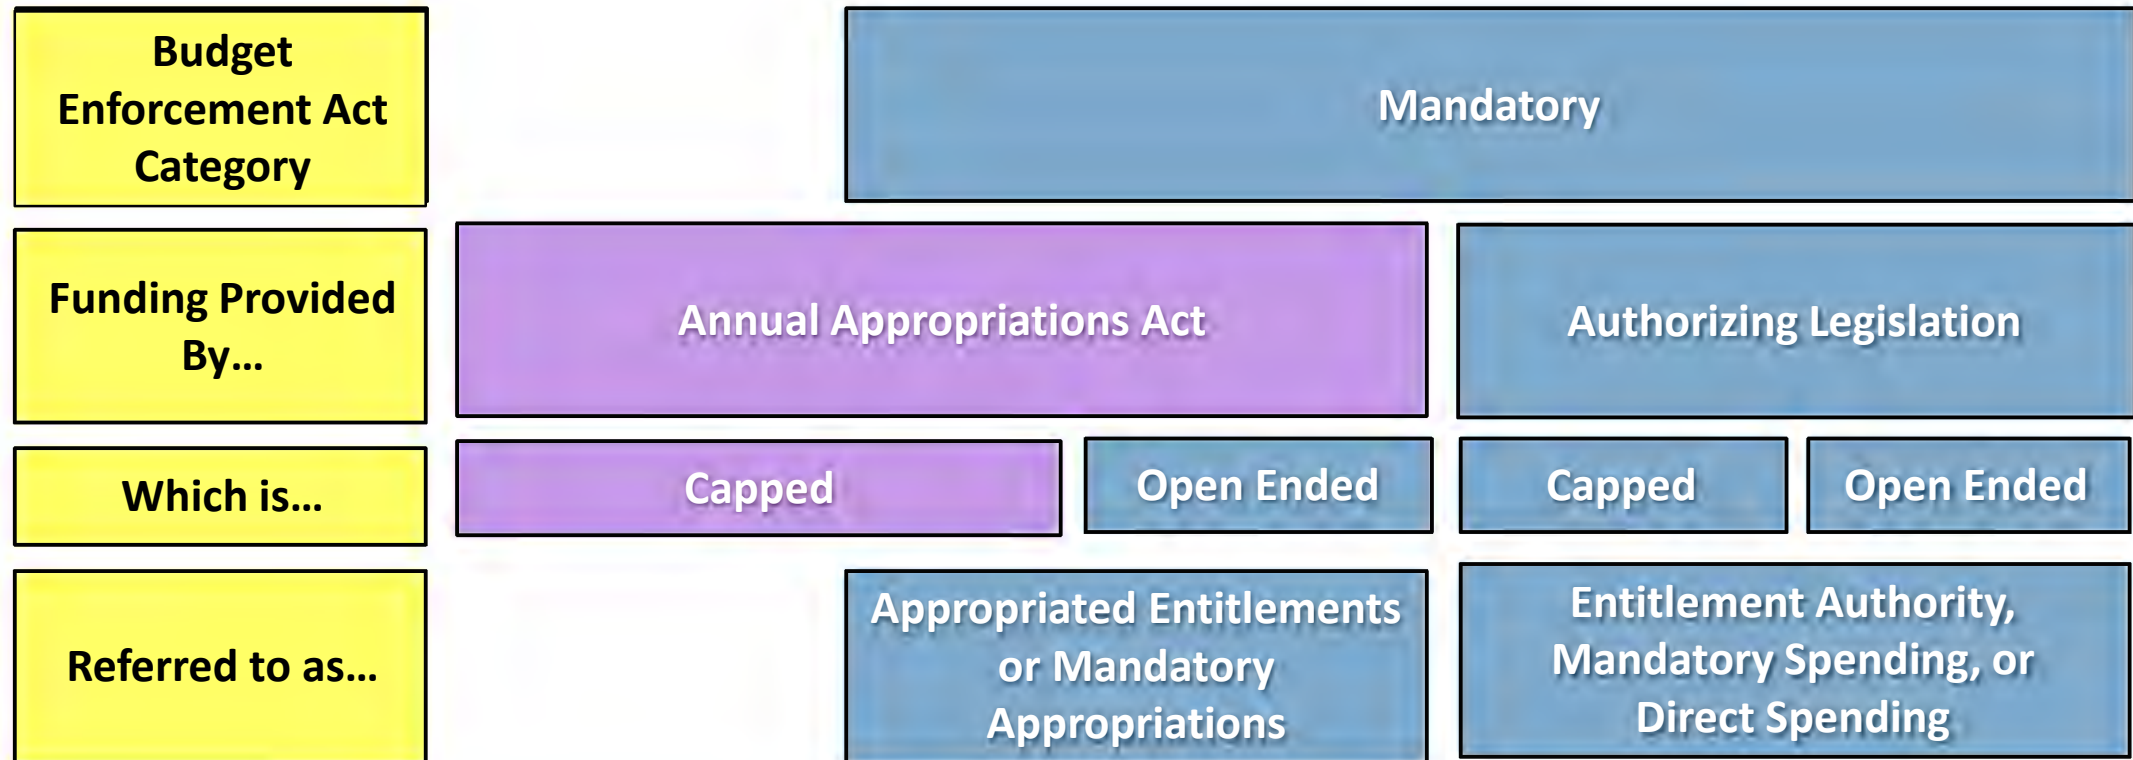 Budget
Enforcement Act
Category
Mandatory
Funding Provided
By…
Annual Appropriations Act
Authorizing Legislation
Which is…
Capped
Open Ended
Capped
Open Ended
Referred to as…
Appropriated Entitlements
or Mandatory
Appropriations
Entitlement Authority,
Mandatory Spending, or
Direct Spending